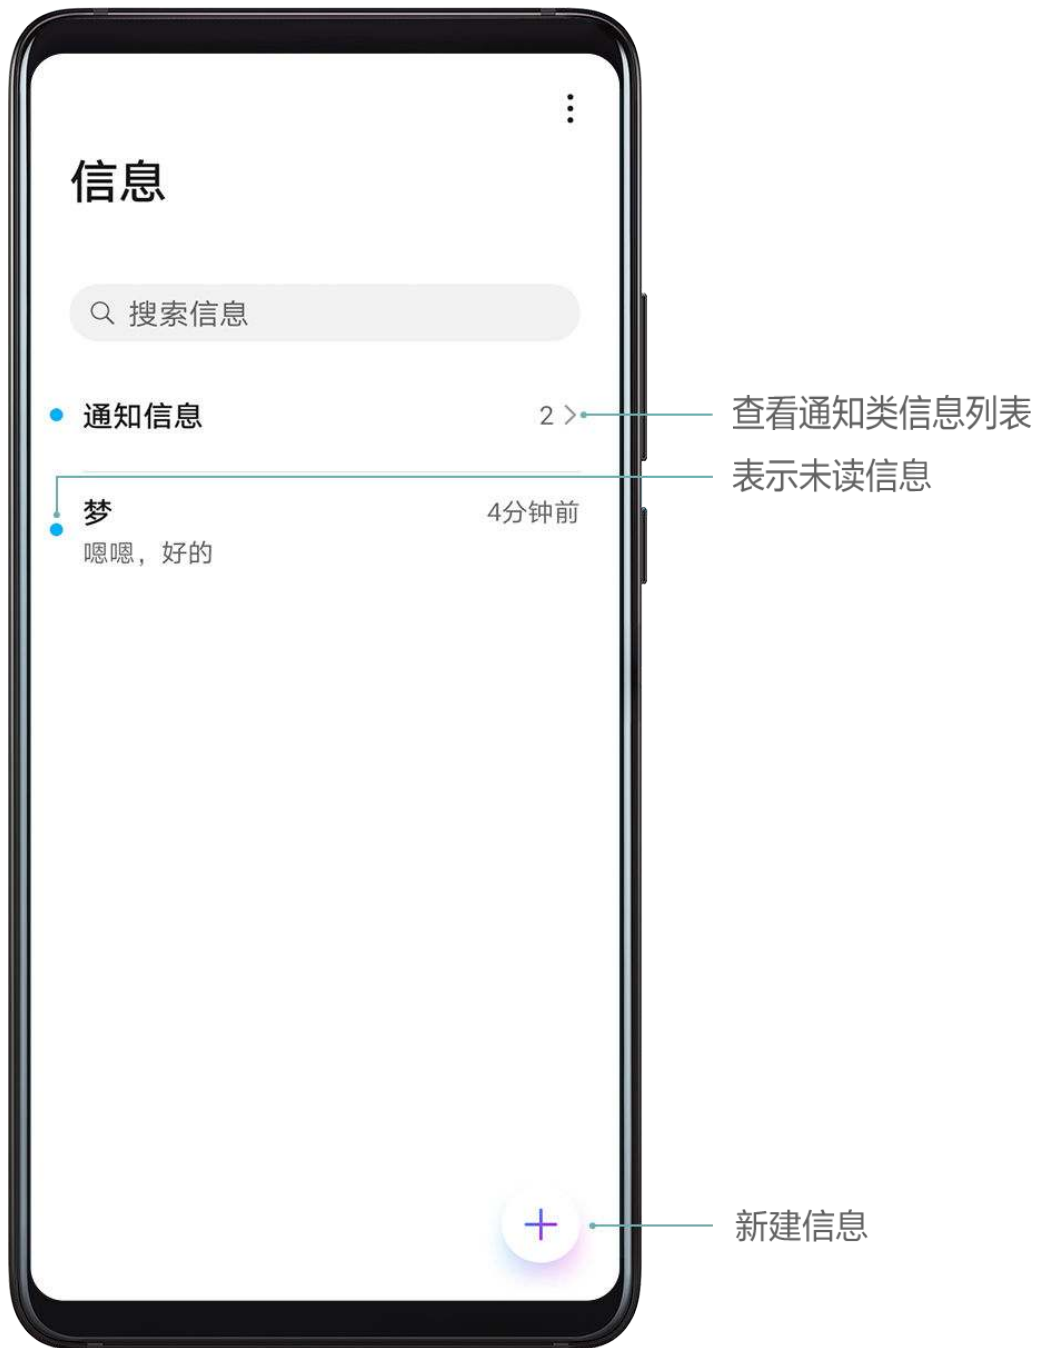 信息
搜索信息
通知信息
2
查看通知类信息列表
表示未读信息
梦
4分钟前
嗯嗯，好的
新建信息